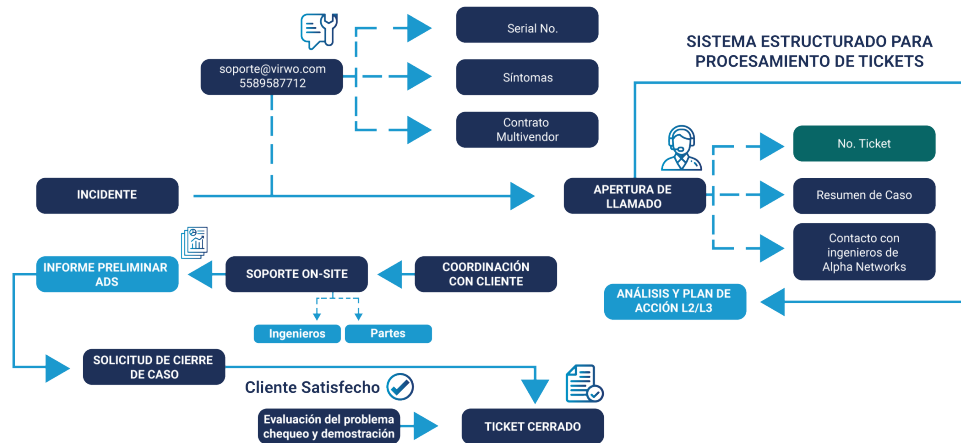 SISTEMA ESTRUCTURADO PARA
PROCESAMIENTO DE TICKETS
soporte@virwo.com
5589587712
Serial No.
Síntomas
Contrato
Multivendor
INCIDENTE
APERTURA DE
LLAMADO
No. Ticket
Resumen de Caso
Contacto con
ingenieros de
Alpha Networks
ANÁLISIS Y PLAN DE
ACCIÓN L2/L3
COORDINACIÓN
CON CLIENTE
SOPORTE ON-SITE
Ingenieros
Partes
INFORME PRELIMINAR
ADS
SOLICITUD DE CIERRE
DE CASO
Cliente Satisfecho
Evaluación del problema
chequeo y demostración
TICKET CERRADO